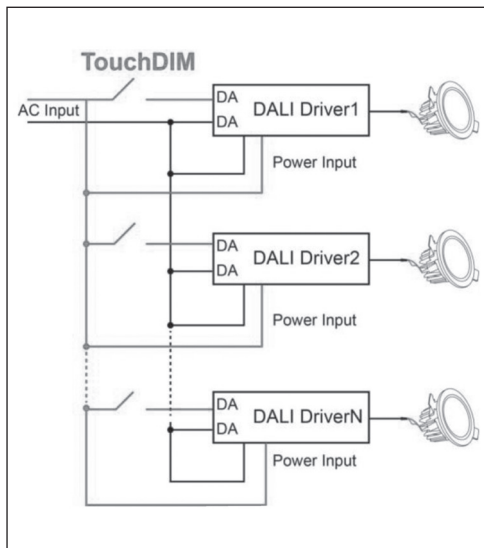 TouchDIM
AC Input
DA
DA
DALI Driver1
Power Input
DA
DA
DALI Driver2
Power Input
DA
DA
DALI DriverN
Power Input